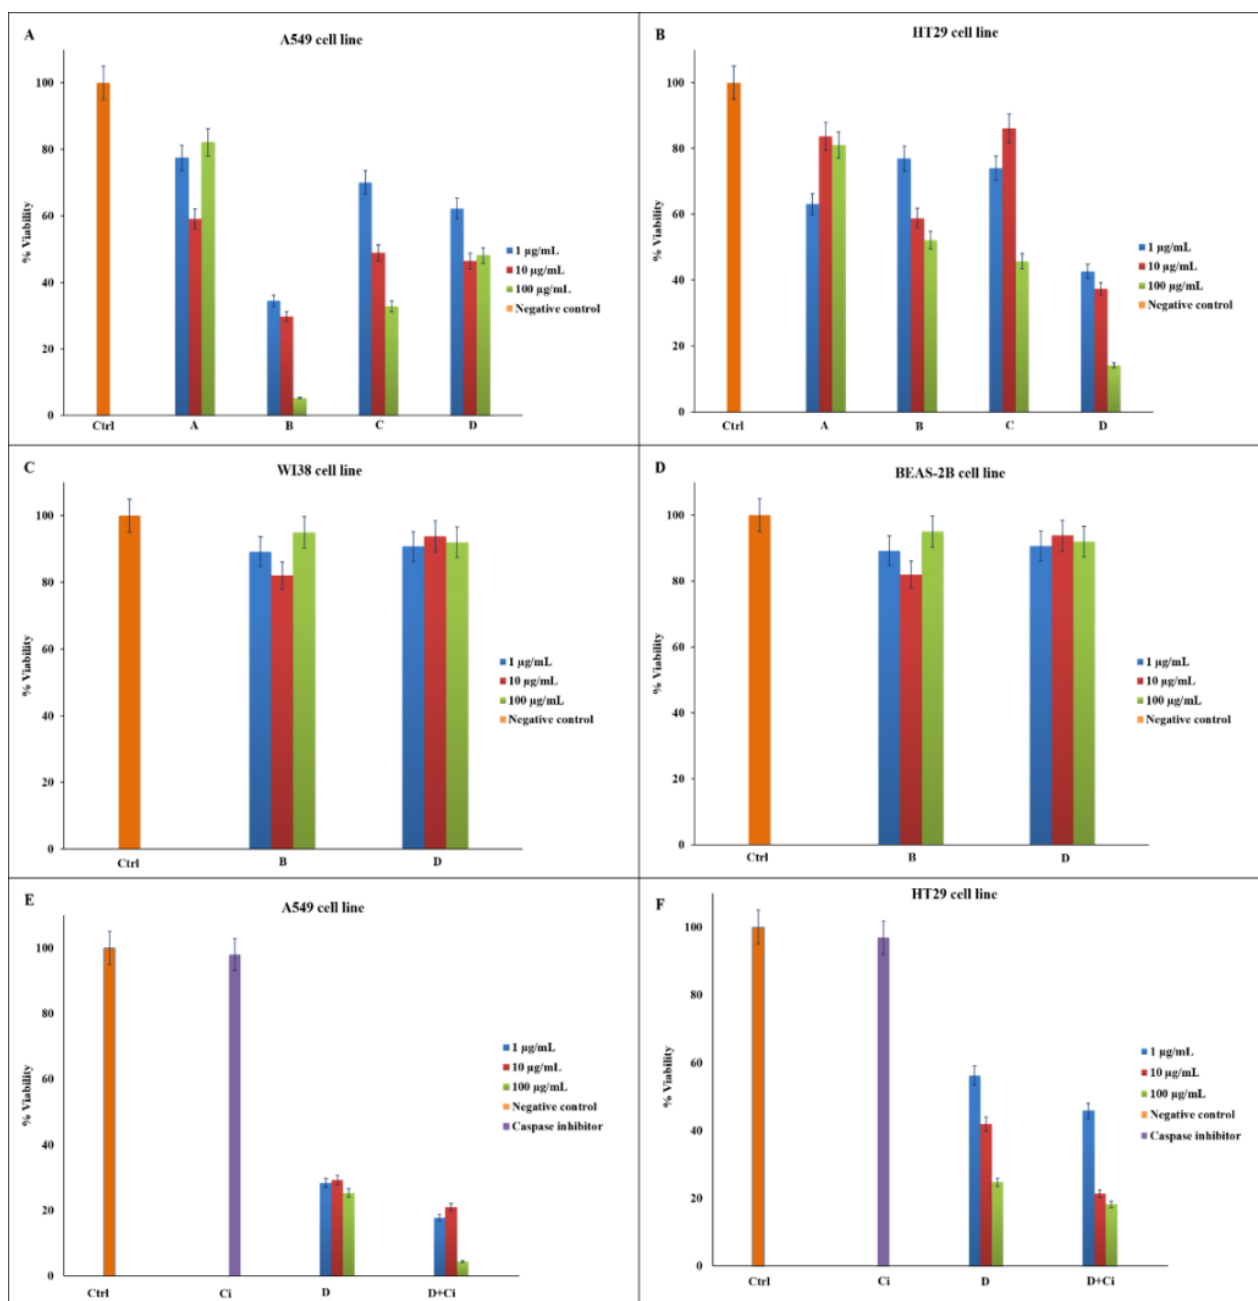 A
A549 cell line
% Viability
100
80
60
40
20
0
Ctrl A B C D
1 µg/mL
10 µg/mL
100 µg/mL
Negative control
B
HT29 cell line
% Viability
100
80
60
40
20
0
Ctrl A B C D
1 µg/mL
10 µg/mL
100 µg/mL
Negative control
C
WI38 cell line
% Viability
100
80
60
40
20
0
Ctrl B D
1 µg/mL
10 µg/mL
100 µg/mL
Negative control
D
BEAS-2B cell line
% Viability
100
80
60
40
20
0
Ctrl B D
1 µg/mL
10 µg/mL
100 µg/mL
Negative control
E
A549 cell line
% Viability
100
80
60
40
20
0
Ctrl Ci D D+Ci
1 µg/mL
10 µg/mL
100 µg/mL
Negative control
Caspase inhibitor
F
HT29 cell line
% Viability
100
80
60
40
20
0
Ctrl Ci D D+Ci
1 µg/mL
10 µg/mL
100 µg/mL
Negative control
Caspase inhibitor